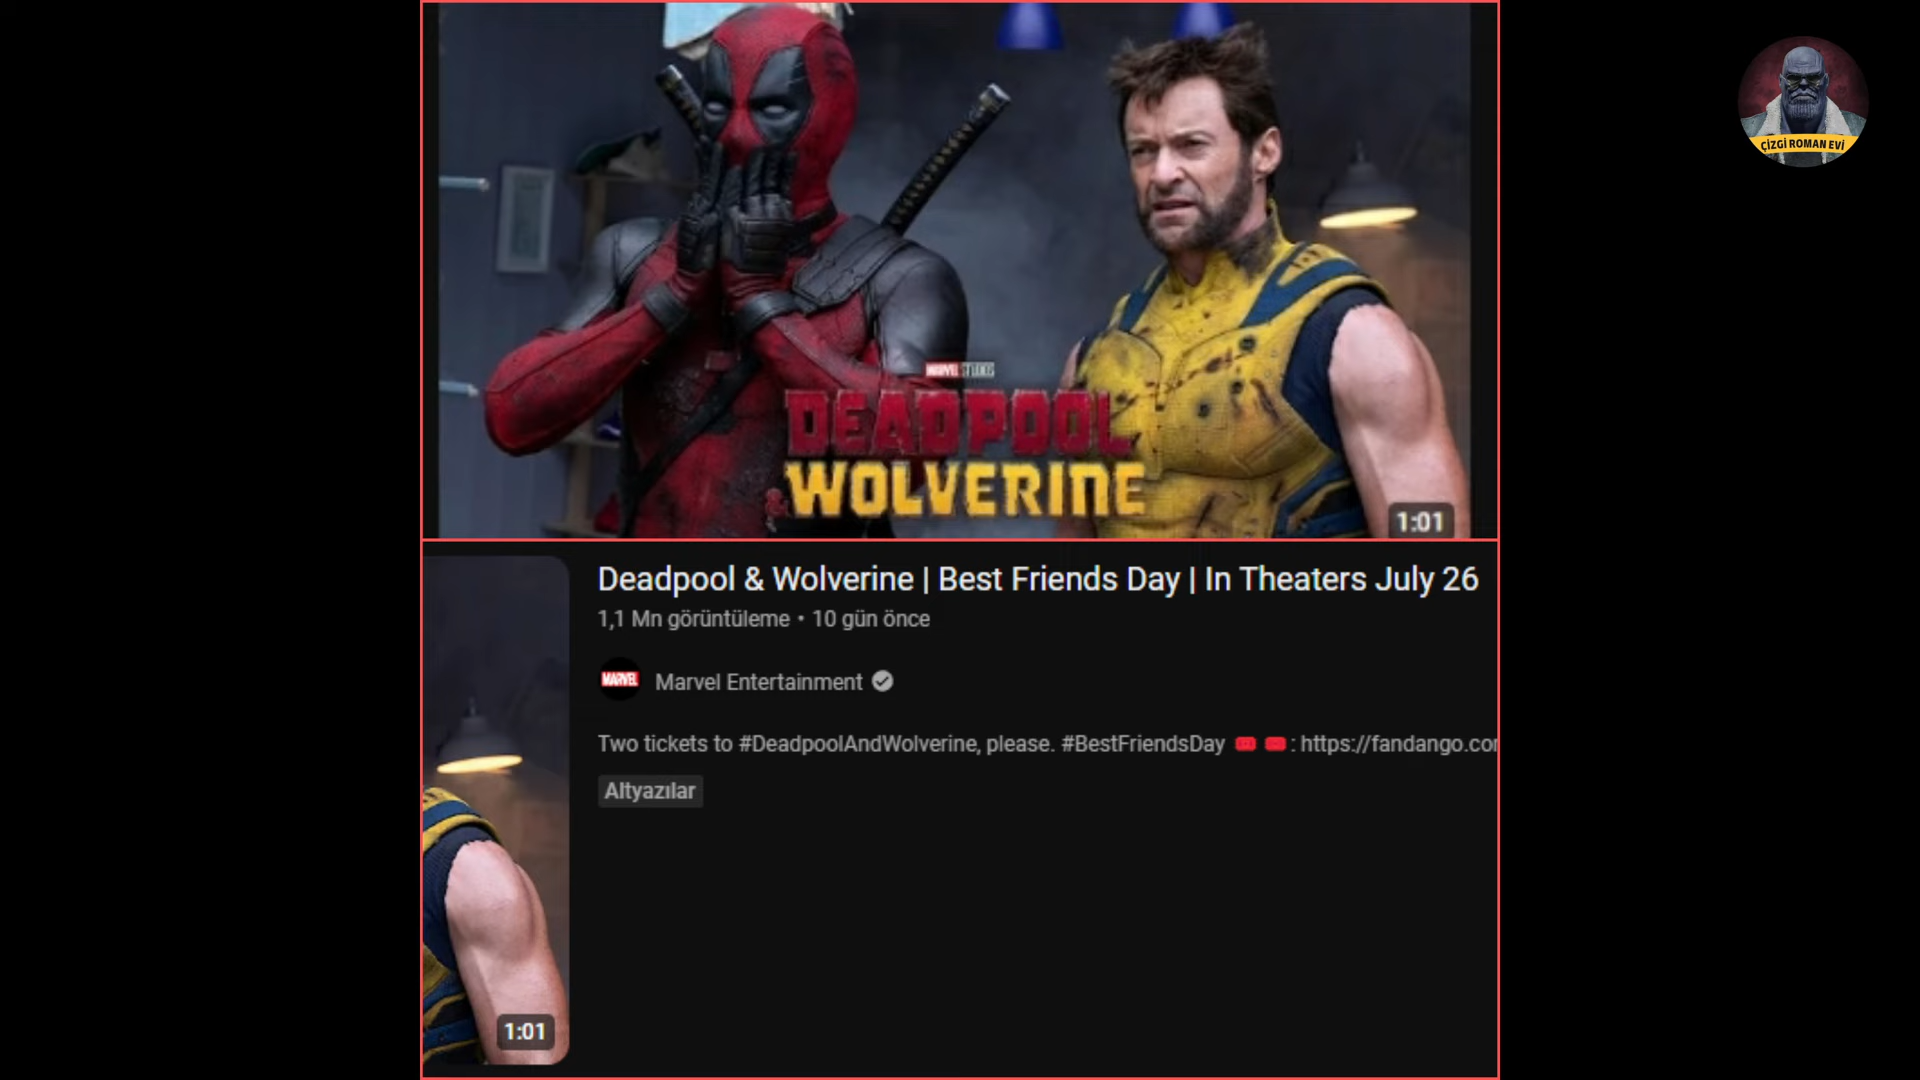 ÇİZGİ ROMAN EVİ
MARVEL STUDIOS
DEADPOOL
& WOLVERINE
1:01
Deadpool & Wolverine | Best Friends Day | In Theaters July 26
1,1 Mn görüntüleme • 10 gün önce
MARVEL
Marvel Entertainment
Two tickets to #DeadpoolAndWolverine, please. #BestFriendsDay 🎟️ 🎟️ : https://fandango.com
Altyazılar
1:01